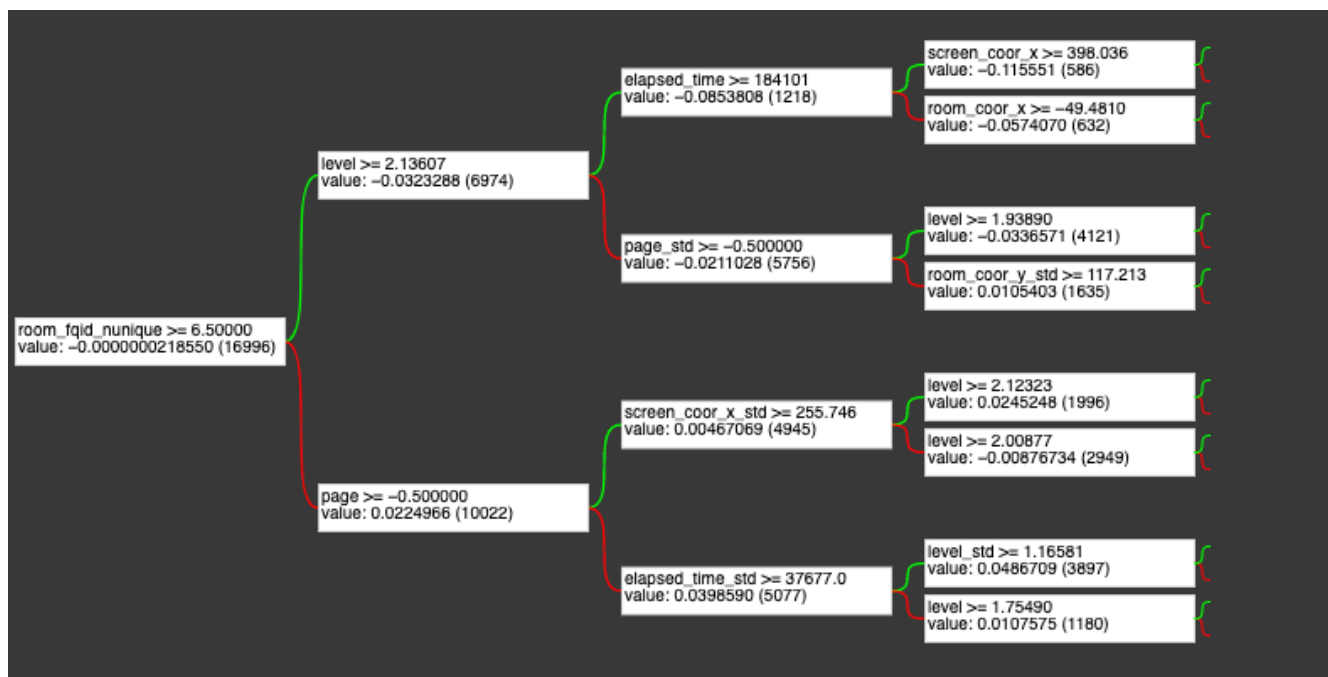 room_fqid_nunique >= 6.50000
value: −0.0000000218550 (16996)
level >= 2.13607
value: −0.0323288 (6974)
page >= −0.500000
value: 0.0224966 (10022)
elapsed_time >= 184101
value: −0.0853808 (1218)
page_std >= −0.500000
value: −0.0211028 (5756)
screen_coor_x_std >= 255.746
value: 0.00467069 (4945)
elapsed_time_std >= 37677.0
value: 0.0398590 (5077)
screen_coor_x >= 398.036
value: −0.115551 (586)
room_coor_x >= −49.4810
value: −0.0574070 (632)
level >= 1.93890
value: −0.0336571 (4121)
room_coor_y_std >= 117.213
value: 0.0105403 (1635)
level >= 2.12323
value: 0.0245248 (1996)
level >= 2.00877
value: −0.00876734 (2949)
level_std >= 1.16581
value: 0.0486709 (3897)
level >= 1.75490
value: 0.0107575 (1180)